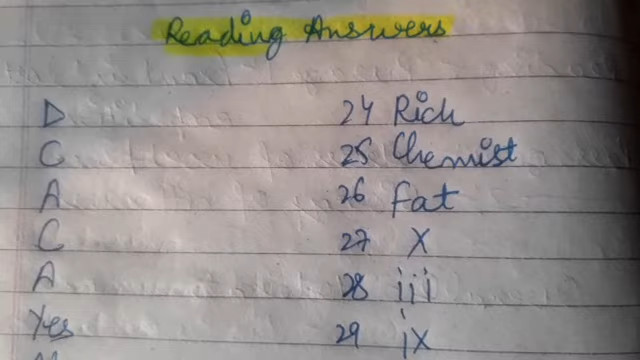 Reading Answers
D 24 Rich
C 25 Chemist
A 26 fat
C 27 X
A 28 iii
Yes 29 ix